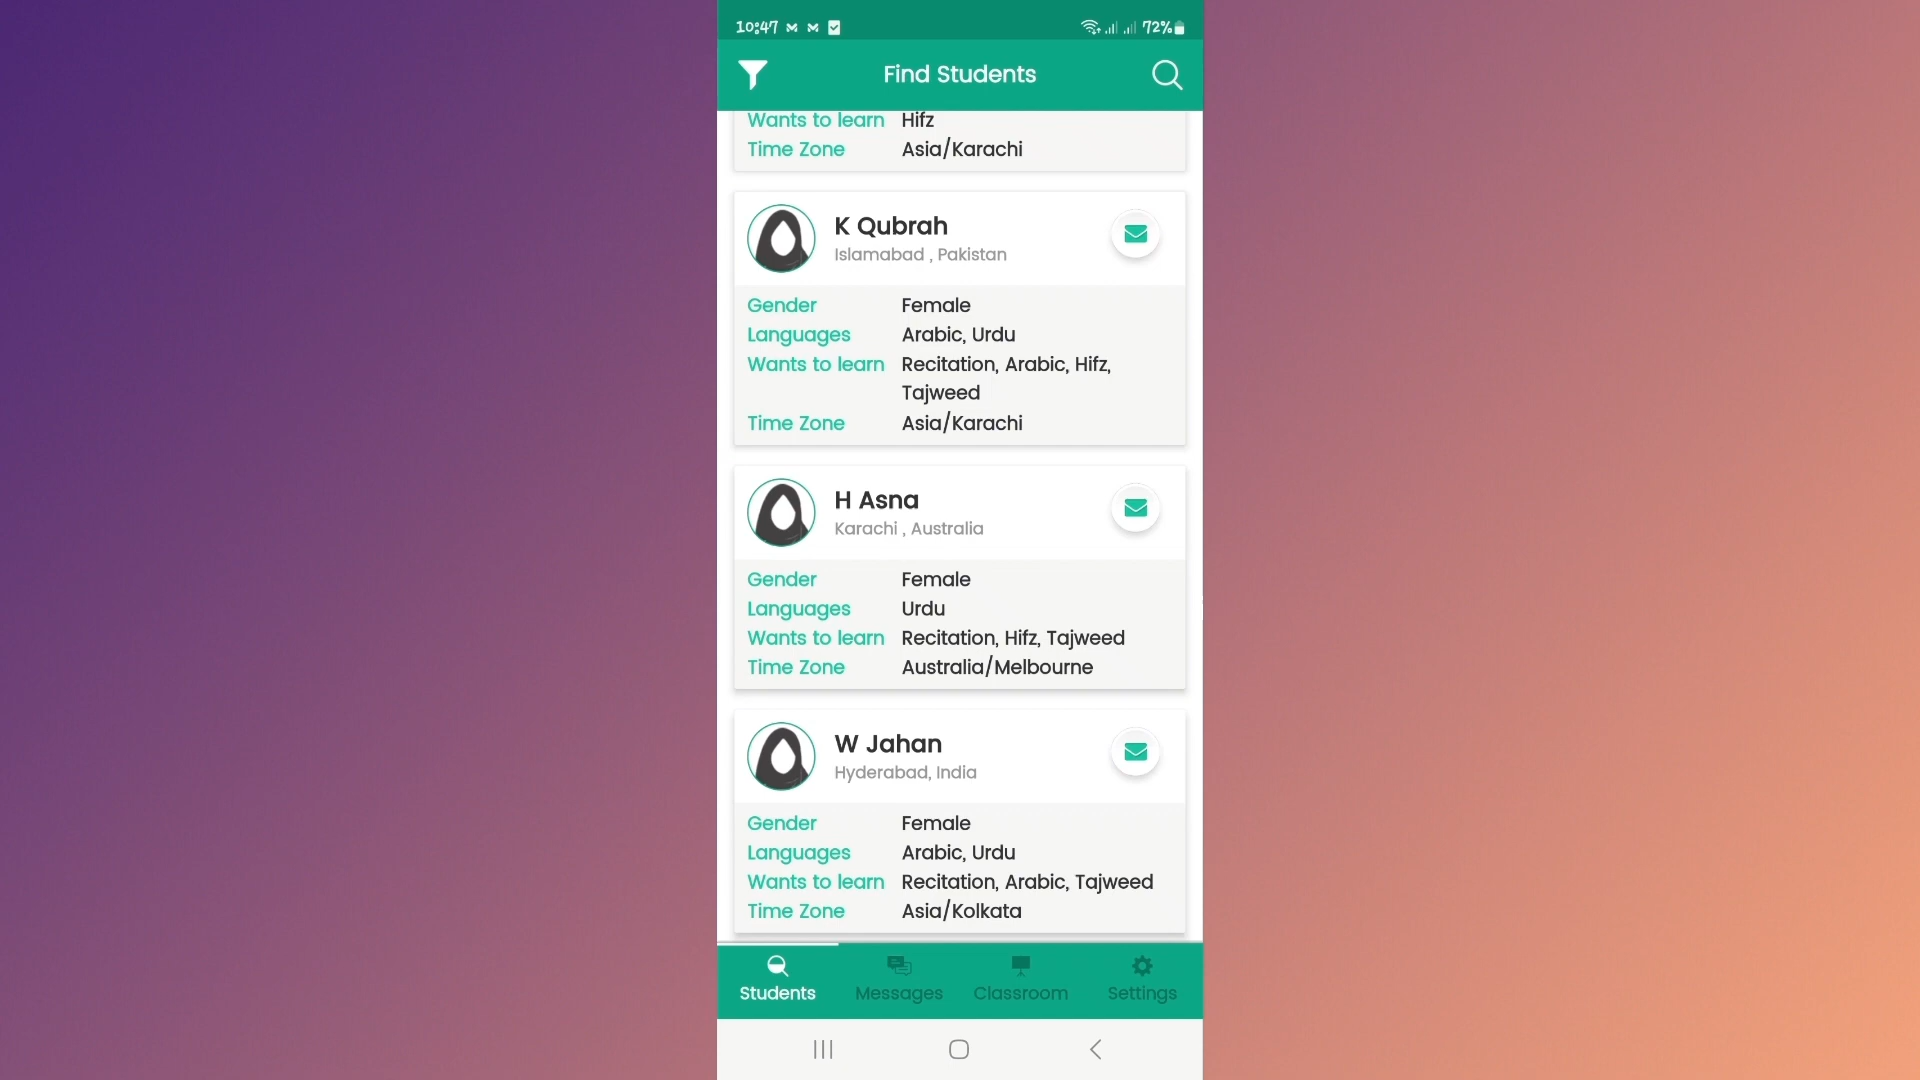 10:47 72%
Find Students
Wants to learn Hifz
Time Zone Asia/Karachi
K Qubrah
Islamabad , Pakistan
Gender Female
Languages Arabic, Urdu
Wants to learn Recitation, Arabic, Hifz,
Tajweed
Time Zone Asia/Karachi
H Asna
Karachi , Australia
Gender Female
Languages Urdu
Wants to learn Recitation, Hifz, Tajweed
Time Zone Australia/Melbourne
W Jahan
Hyderabad, India
Gender Female
Languages Arabic, Urdu
Wants to learn Recitation, Arabic, Tajweed
Time Zone Asia/Kolkata
Students Messages Classroom Settings